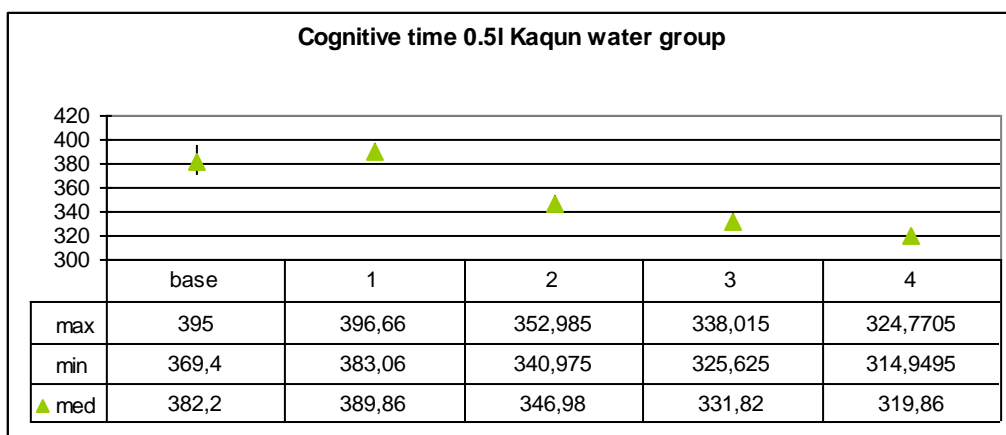 Cognitive time 0.5l Kaqun water group
420
400
380
360
340
320
300
base 1 2 3 4
max 395 396,66 352,985 338,015 324,7705
min 369,4 383,06 340,975 325,625 314,9495
med 382,2 389,86 346,98 331,82 319,86